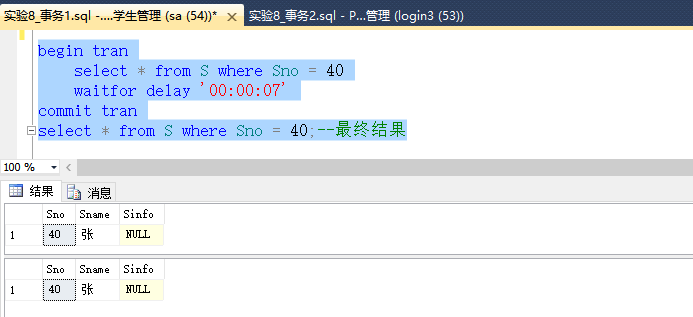 实验8_事务1.sql -....学生管理 (sa (54))* 实验8_事务2.sql - P...管理 (login3 (53))
begin tran
select * from S where Sno = 40
waitfor delay '00:00:07'
commit tran
select * from S where Sno = 40;--最终结果
100 %
结果 消息
Sno Sname Sinfo
1 40 张 NULL
Sno Sname Sinfo
1 40 张 NULL